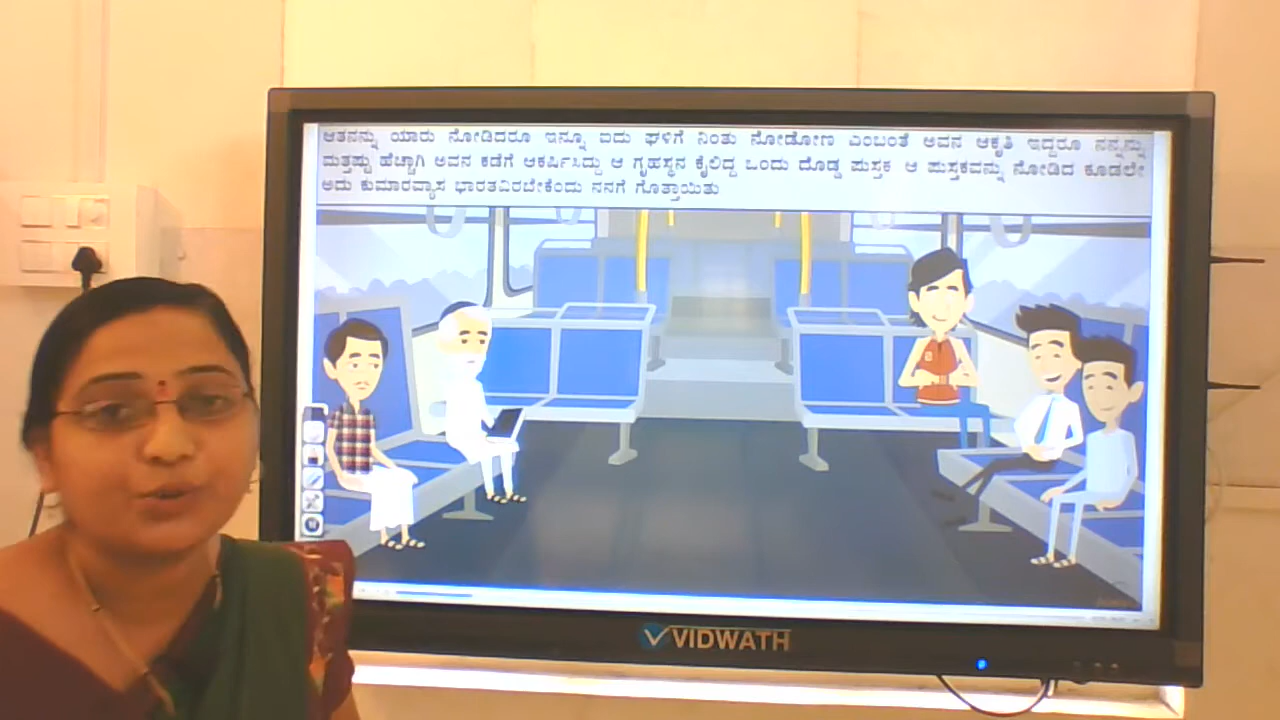 ಆತನನ್ನು ಯಾರು ನೋಡಿದರೂ ಇನ್ನೂ ಐದು ಘಳಿಗೆ ನಿಂತು ನೋಡೋಣ ಎಂಬಂತೆ ಅವನ ಆಕೃತಿ ಇದ್ದರೂ ನನ್ನನ್ನು
ಮತ್ತಷ್ಟು ಹೆಚ್ಚಾಗಿ ಅವನ ಕಡೆಗೆ ಆಕರ್ಷಿಸಿದ್ದು ಆ ಗೃಹಸ್ಥನ ಕೈಲಿದ್ದ ಒಂದು ದೊಡ್ಡ ಪುಸ್ತಕ ಆ ಪುಸ್ತಕವನ್ನು ನೋಡಿದ ಕೂಡಲೇ
ಅದು ಕುಮಾರವ್ಯಾಸ ಭಾರತವಿರಬೇಕೆಂದು ನನಗೆ ಗೊತ್ತಾಯಿತು
VIDWATH